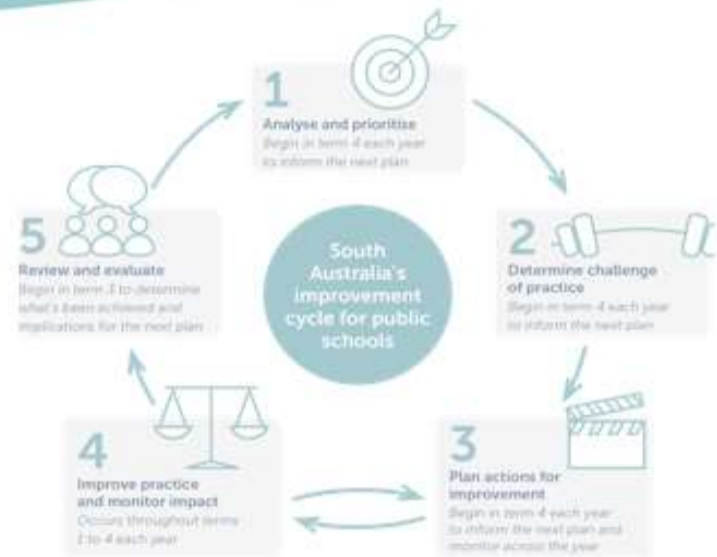 1
Analyse and prioritise
Begin in term 4 each year
to inform the next plan
2
Determine challenge
of practice
Begin in term 4 each year
to inform the next plan
3
Plan actions for
improvement
Begin in term 4 each year
to inform the next plan and
monitor across the year
4
Improve practice
and monitor impact
Occurs throughout terms
1 to 4 each year
5
Review and evaluate
Begin in term 3 to determine
what's been achieved and
implications for the next plan
South
Australia's
improvement
cycle for public
schools